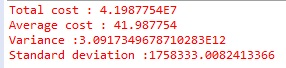 Total cost : 4.1987754E7
Average cost : 41.987754
Variance :3.0917349678710283E12
Standard deviation :1758333.0082413366